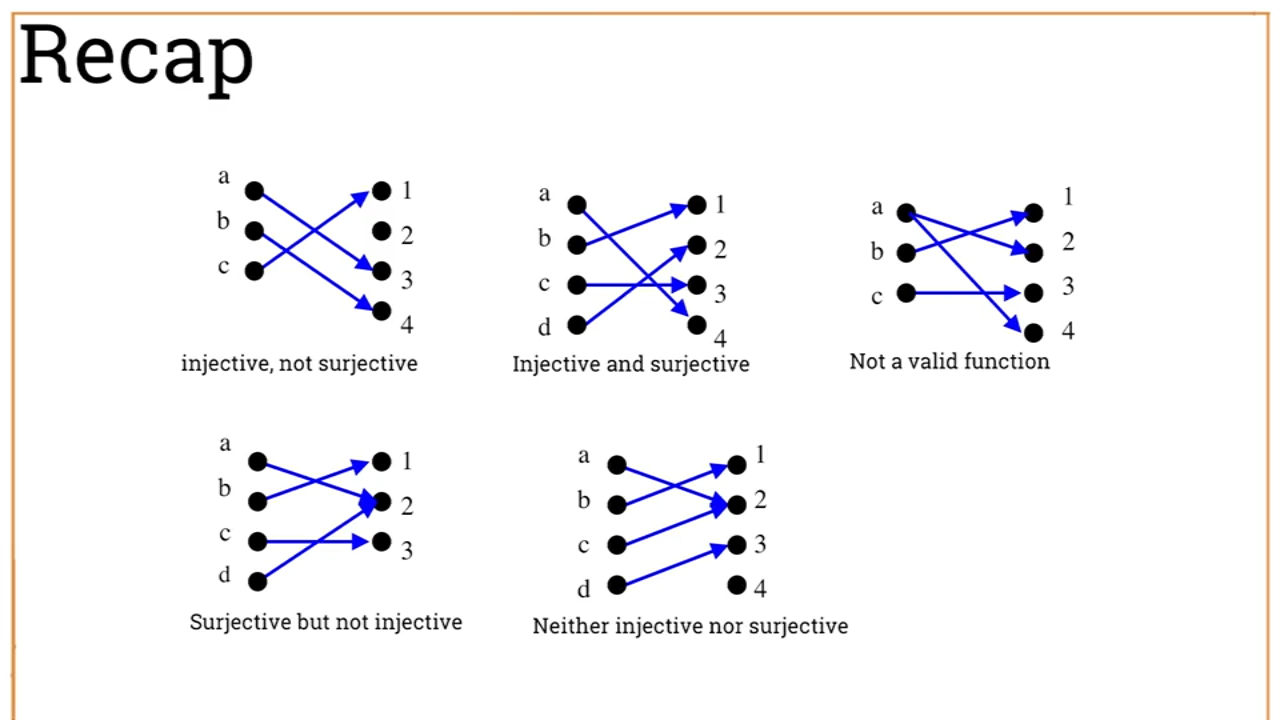 Recap
a
b
c
1
2
3
4
injective, not surjective
a
b
c
d
1
2
3
4
Injective and surjective
a
b
c
1
2
3
4
Not a valid function
a
b
c
d
1
2
3
Surjective but not injective
a
b
c
d
1
2
3
4
Neither injective nor surjective